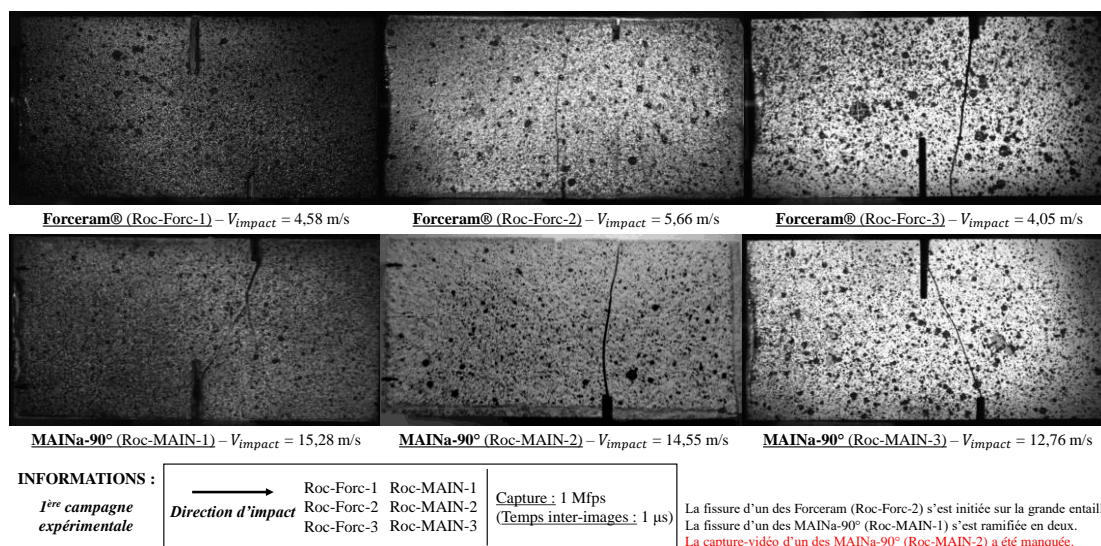 Forceram® (Roc-Forc-1) – V_impact = 4,58 m/s
Forceram® (Roc-Forc-2) – V_impact = 5,66 m/s
Forceram® (Roc-Forc-3) – V_impact = 4,05 m/s
MAINa-90° (Roc-MAIN-1) – V_impact = 15,28 m/s
MAINa-90° (Roc-MAIN-2) – V_impact = 14,55 m/s
MAINa-90° (Roc-MAIN-3) – V_impact = 12,76 m/s
INFORMATIONS :
1ère campagne
expérimentale
Direction d'impact
Roc-Forc-1 Roc-MAIN-1
Roc-Forc-2 Roc-MAIN-2
Roc-Forc-3 Roc-MAIN-3
Capture : 1 Mfps
(Temps inter-images : 1 μs)
La fissure d'un des Forceram (Roc-Forc-2) s'est initiée sur la grande
La fissure d'un des MAINa-90° (Roc-MAIN-1) s'est ramifiée en deux.
La capture-vidéo d'un des MAINa-90° (Roc-MAIN-2) a été manquée.